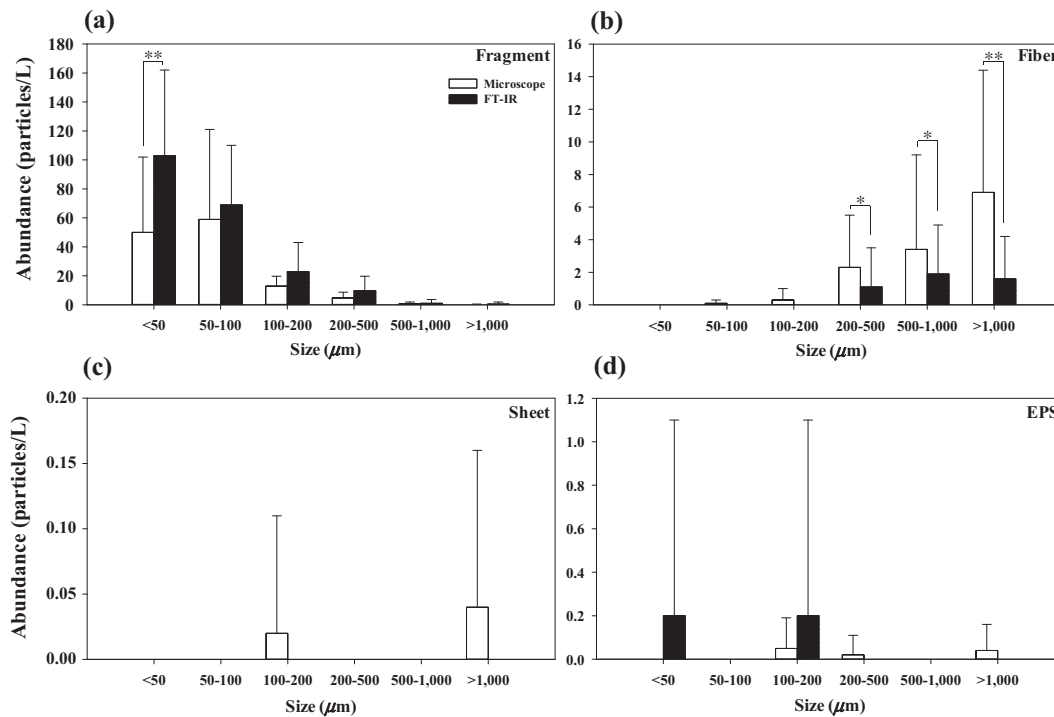 (a)
Abundance (particles/L)
180
160
140
120
100
80
60
40
20
0
**
Fragment
Microscope
FT-IR
<50 50-100 100-200 200-500 500-1,000 >1,000
Size (μm)
(b)
16
14
12
10
8
6
4
2
0
Fiber
*
*
**
<50 50-100 100-200 200-500 500-1,000 >1,000
Size (μm)
(c)
Abundance (particles/L)
0.20
0.15
0.10
0.05
0.00
Sheet
<50 50-100 100-200 200-500 500-1,000 >1,000
Size (μm)
(d)
1.2
1.0
0.8
0.6
0.4
0.2
0.0
EPS
<50 50-100 100-200 200-500 500-1,000 >1,000
Size (μm)